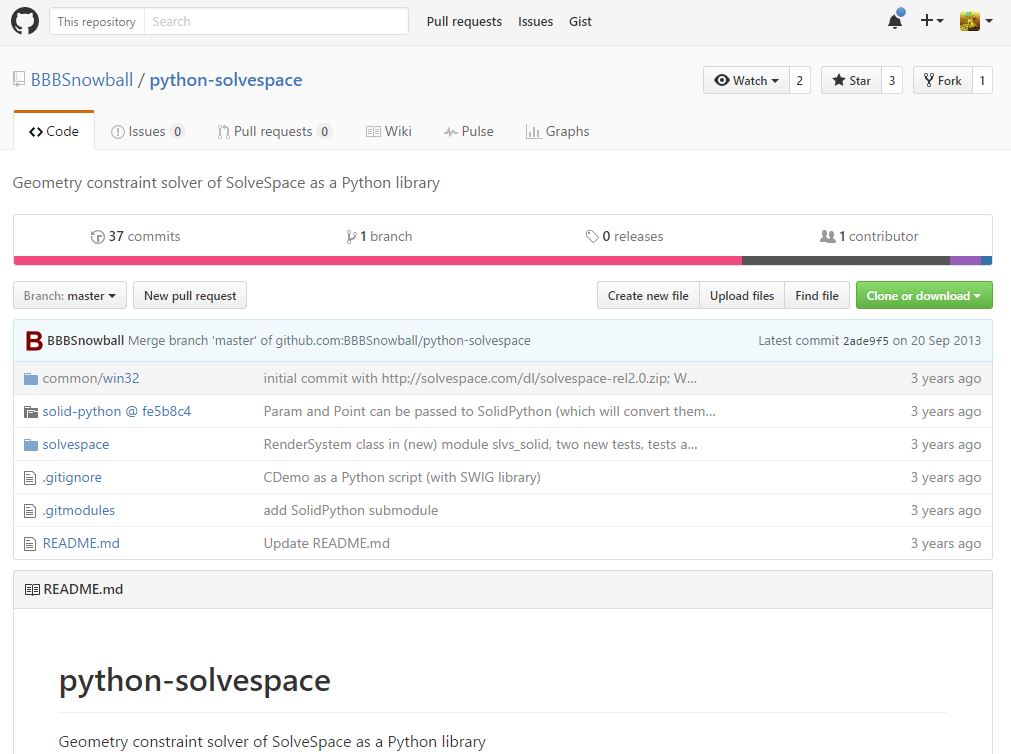 This repository Search Pull requests Issues Gist
BBBSnowball / python-solvespace Watch 2 Star 3 Fork 1
Code Issues 0 Pull requests 0 Wiki Pulse Graphs
Geometry constraint solver of SolveSpace as a Python library
37 commits 1 branch 0 releases 1 contributor
Branch: master New pull request Create new file Upload files Find file Clone or download
B BBBSnowball Merge branch 'master' of github.com:BBBSnowball/python-solvespace Latest commit 2ade9f5 on 20 Sep 2013
common/win32 initial commit with http://solvespace.com/dl/solvespace-rel2.0.zip; W... 3 years ago
solid-python @ fe5b8c4 Param and Point can be passed to SolidPython (which will convert them... 3 years ago
solvespace RenderSystem class in (new) module slvs_solid, two new tests, tests a... 3 years ago
.gitignore CDemo as a Python script (with SWIG library) 3 years ago
.gitmodules add SolidPython submodule 3 years ago
README.md Update README.md 3 years ago
README.md
python-solvespace
Geometry constraint solver of SolveSpace as a Python library